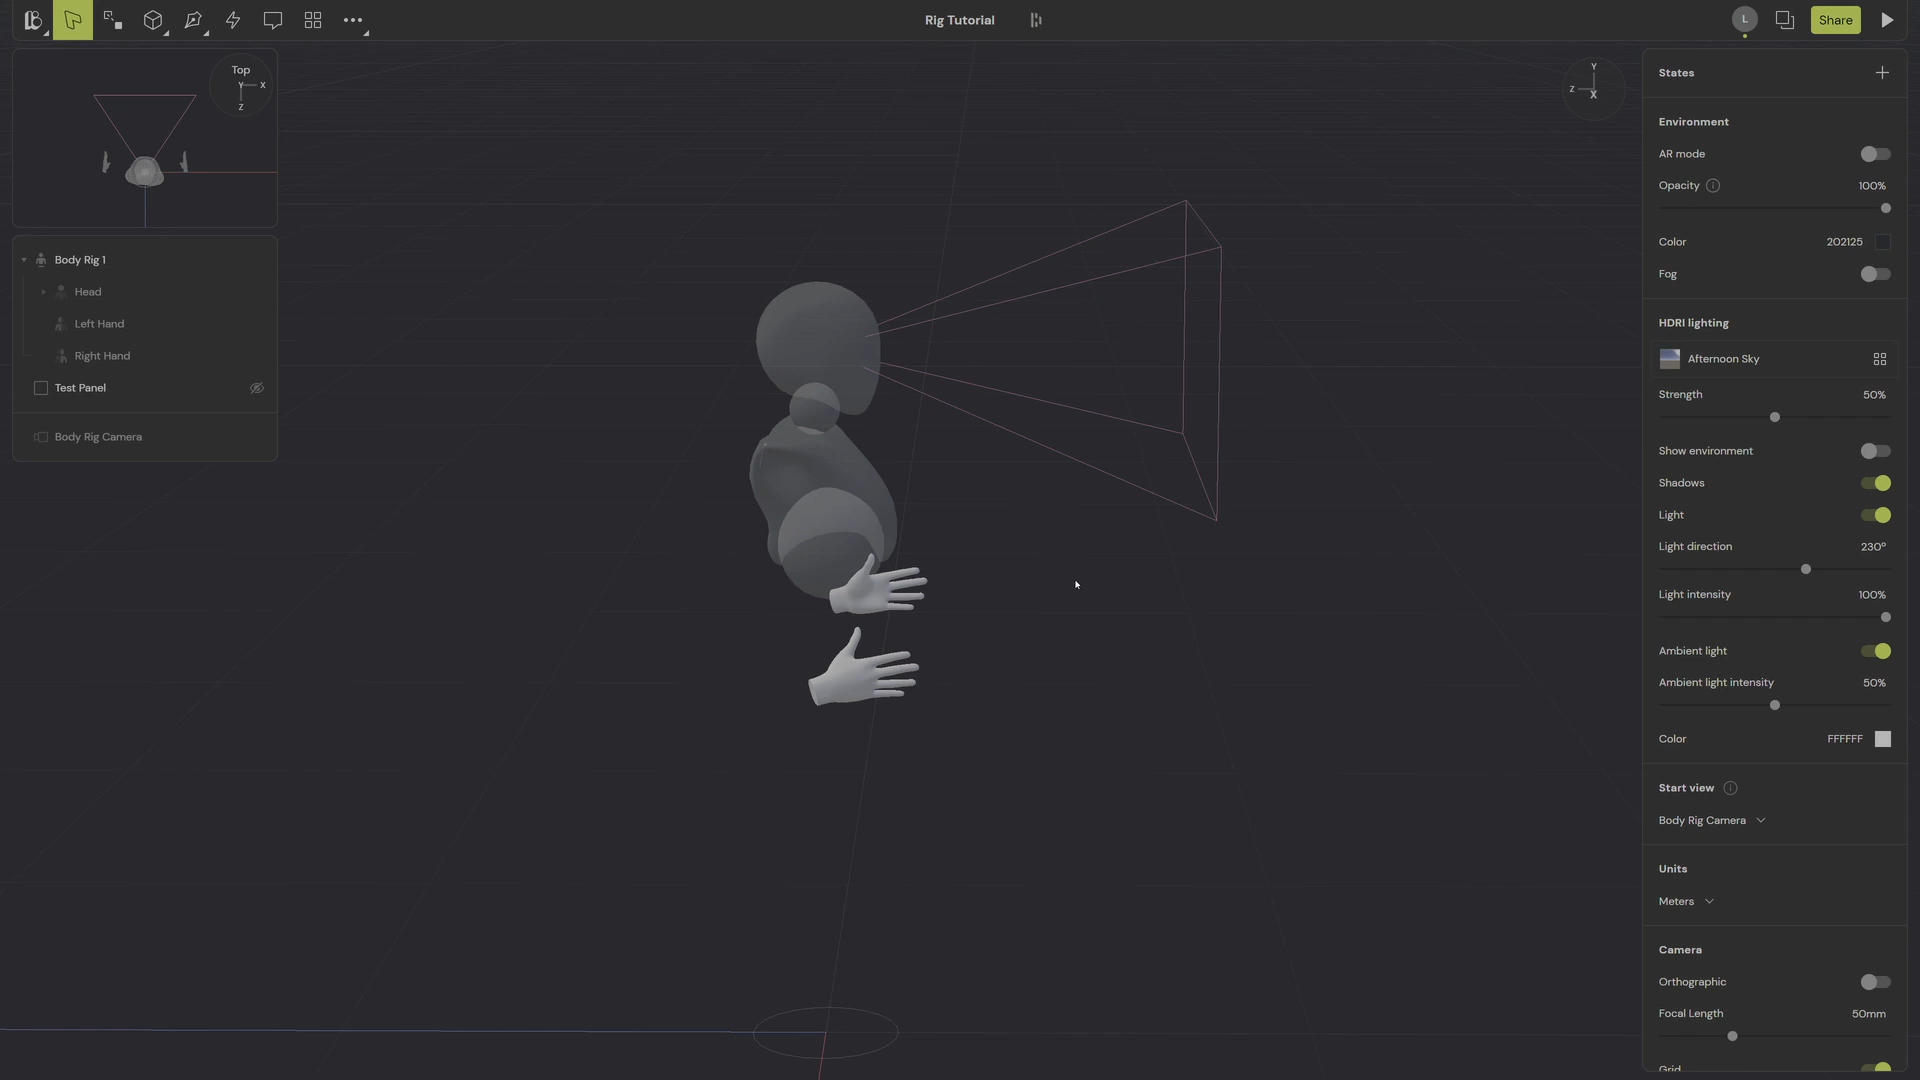 Rig Tutorial
L
Share
Top
Y
X
Z
Y
Z
X
Body Rig 1
Head
Left Hand
Right Hand
Test Panel
Body Rig Camera
States
Environment
AR mode
Opacity
100%
Color
202125
Fog
HDRI lighting
Afternoon Sky
Strength
50%
Show environment
Shadows
Light
Light direction
230º
Light intensity
100%
Ambient light
Ambient light intensity
50%
Color
FFFFFF
Start view
Body Rig Camera
Units
Meters
Camera
Orthographic
Focal Length
50mm
Grid